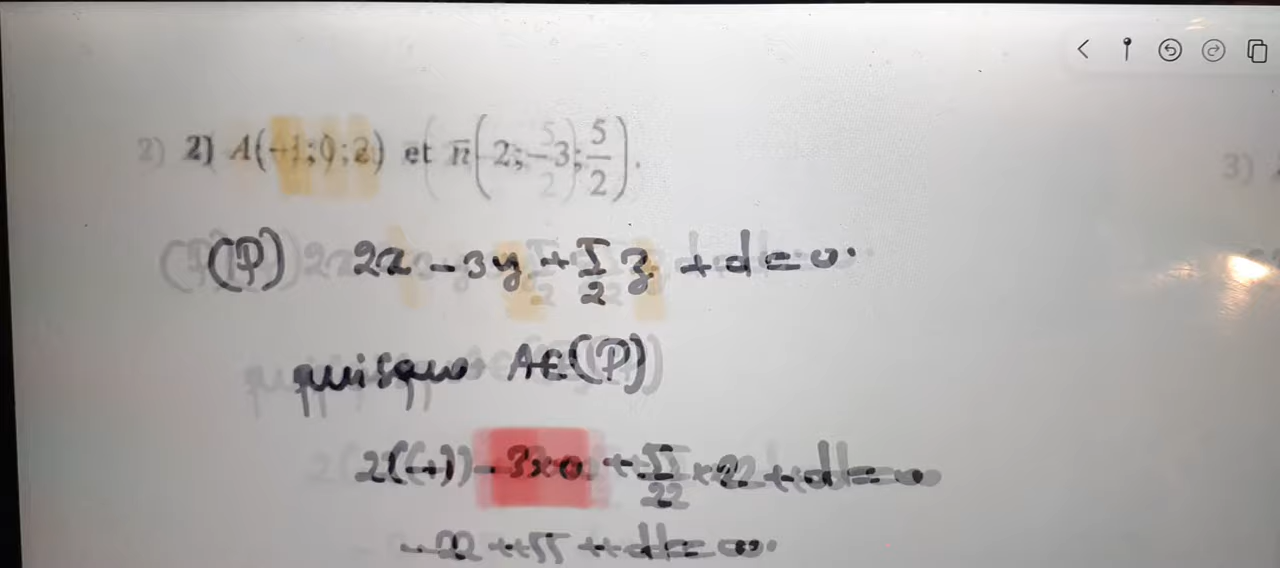 2) A(-1;0;2) et n̄(2;-3;5/2).
3)
(P) 2x - 3y + 5/2 z + d = 0.
puisque A∈(P)
2(-1) - 3×0 + 5/2 × 2 + d = 0
-2 + 5 + d = 0.